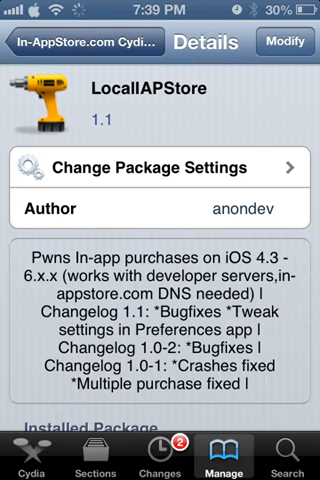 7:39 PM
30%
In-AppStore.com Cydi...
Details
Modify
LocalIAPStore
1.1
Change Package Settings
Author
anondev
Pwns In-app purchases on iOS 4.3 -
6.x.x (works with developer servers,in-
appstore.com DNS needed) |
Changelog 1.1: *Bugfixes *Tweak
settings in Preferences app |
Changelog 1.0-2: *Bugfixes |
Changelog 1.0-1: *Crashes fixed
*Multiple purchase fixed |
Installed Package
2
Cydia
Sections
Changes
Manage
Search